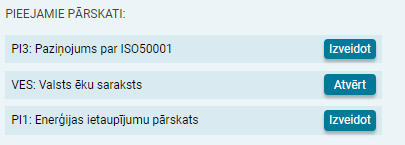 PIEEJAMIE PĀRSKATI:
PI3: Paziņojums par ISO50001 Izveidot
VES: Valsts ēku saraksts Atvērt
PI1: Enerģijas ietaupījumu pārskats Izveidot